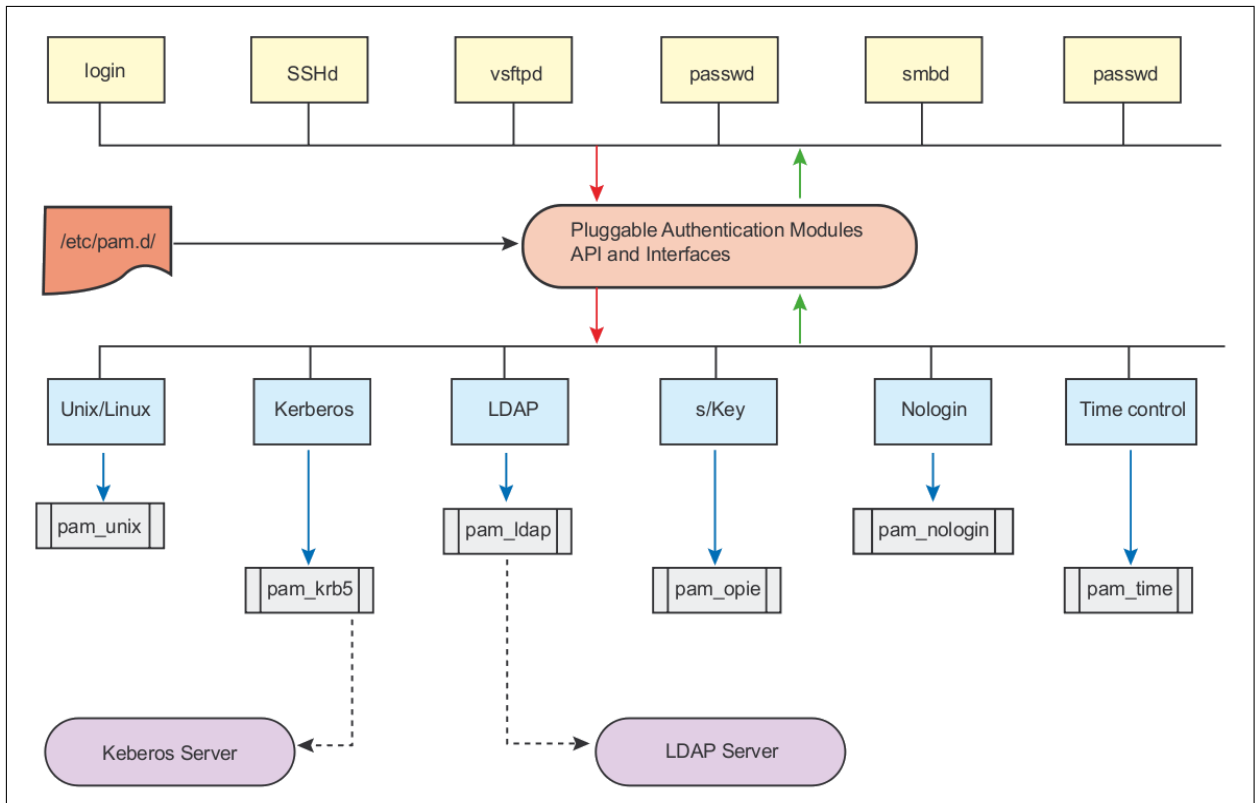 login
SSHd
vsftpd
passwd
smbd
passwd
/etc/pam.d/
Pluggable Authentication Modules
API and Interfaces
Unix/Linux
Kerberos
LDAP
s/Key
Nologin
Time control
pam_unix
pam_krb5
pam_ldap
pam_opie
pam_nologin
pam_time
Keberos Server
LDAP Server